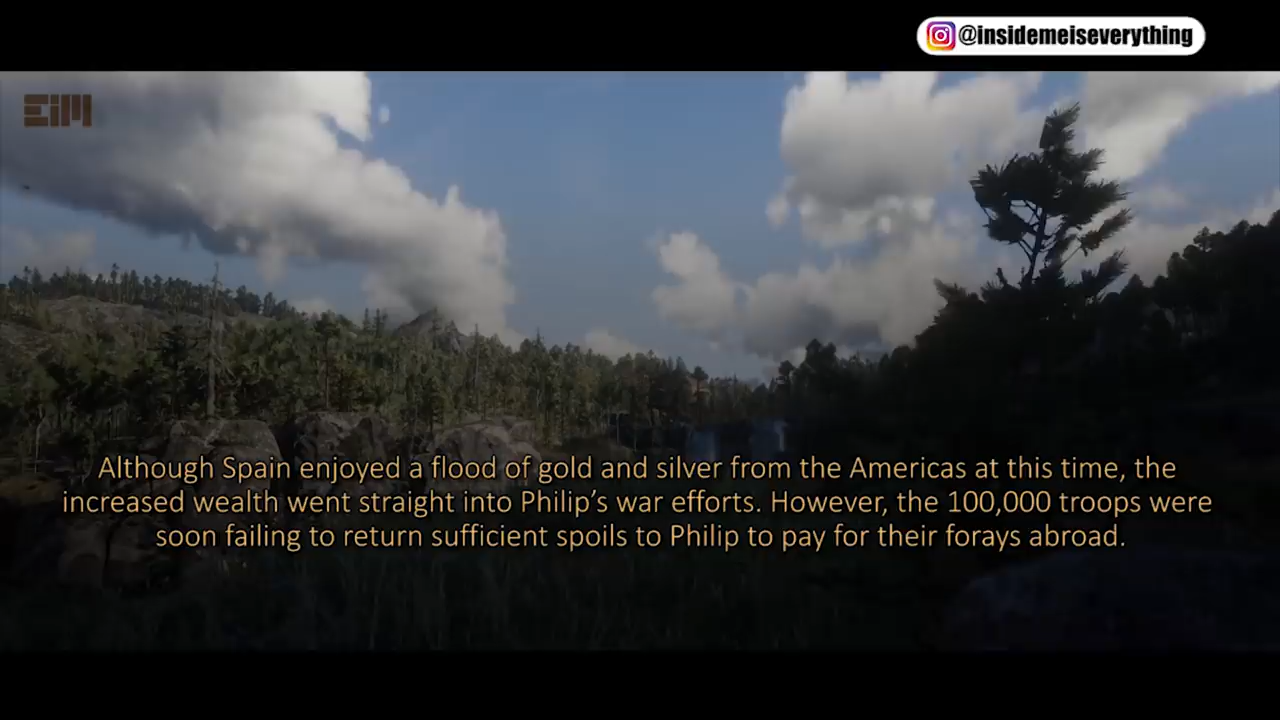 @insidemeiseverything
EiM
Although Spain enjoyed a flood of gold and silver from the Americas at this time, the
increased wealth went straight into Philip’s war efforts. However, the 100,000 troops were
soon failing to return sufficient spoils to Philip to pay for their forays abroad.